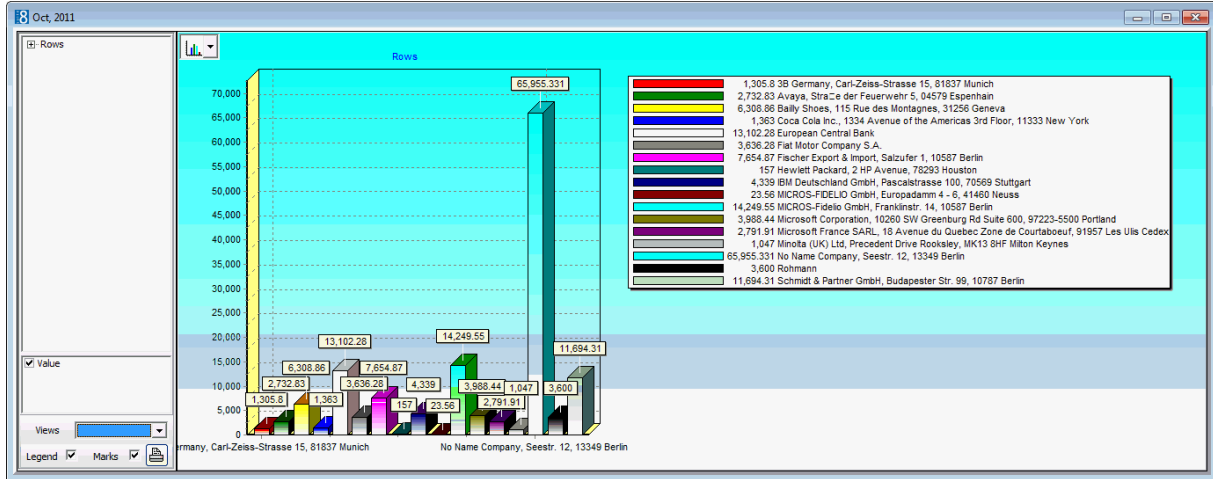 8 Oct, 2011
Rows
Rows
70,000
65,000
60,000
55,000
50,000
45,000
40,000
35,000
30,000
25,000
20,000
15,000
10,000
5,000
0
1,305.8
2,732.83
6,308.86
1,363
13,102.28
3,636.28
7,654.87
157
4,339
23.56
14,249.55
3,988.44
2,791.91
1,047
65,955.331
3,600
11,694.31
ermany, Carl-Zeiss-Strasse 15, 81837 Munich
No Name Company, Seestr. 12, 13349 Berlin
1,305.8 3B Germany, Carl-Zeiss-Strasse 15, 81837 Munich
2,732.83 Avaya, Stra□e der Feuerwehr 5, 04579 Espenhain
6,308.86 Bailly Shoes, 115 Rue des Montagnes, 31256 Geneva
1,363 Coca Cola Inc., 1334 Avenue of the Americas 3rd Floor, 11333 New York
13,102.28 European Central Bank
3,636.28 Fiat Motor Company S.A.
7,654.87 Fischer Export & Import, Salzufer 1, 10587 Berlin
157 Hewlett Packard, 2 HP Avenue, 78293 Houston
4,339 IBM Deutschland GmbH, Pascalstrasse 100, 70569 Stuttgart
23.56 MICROS-FIDELIO GmbH, Europadamm 4 - 6, 41460 Neuss
14,249.55 MICROS-Fidelio GmbH, Franklinstr. 14, 10587 Berlin
3,988.44 Microsoft Corporation, 10260 SW Greenburg Rd Suite 600, 97223-5500 Portland
2,791.91 Microsoft France SARL, 18 Avenue du Quebec Zone de Courtaboeuf, 91957 Les Ulis Cedex
1,047 Minolta (UK) Ltd, Precedent Drive Rooksley, MK13 8HF Milton Keynes
65,955.331 No Name Company, Seestr. 12, 13349 Berlin
3,600 Rohmann
11,694.31 Schmidt & Partner GmbH, Budapester Str. 99, 10787 Berlin
Value
Views
Legend
Marks